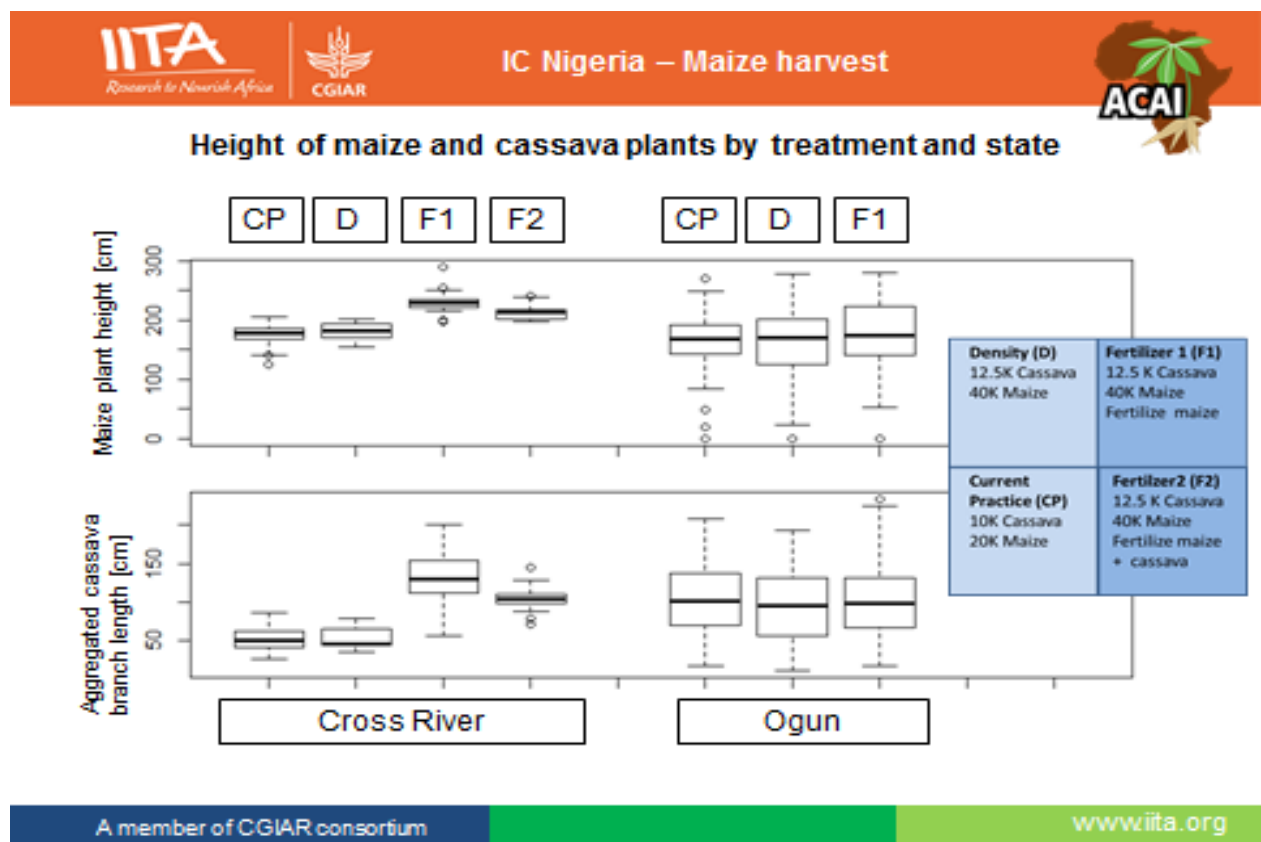 IITA
Research to Nourish Africa
CGIAR
IC Nigeria – Maize harvest
ACAI
Height of maize and cassava plants by treatment and state
CP D F1 F2 CP D F1
Maize plant height [cm]
300
200
100
0
Density (D)
12.5K Cassava
40K Maize
Fertilizer 1 (F1)
12.5 K Cassava
40K Maize
Fertilize maize
Current
Practice (CP)
10K Cassava
20K Maize
Fertilzer2 (F2)
12.5 K Cassava
40K Maize
Fertilize maize
+ cassava
Aggregated cassava
branch length [cm]
150
50
Cross River Ogun
A member of CGIAR consortium
www.iita.org